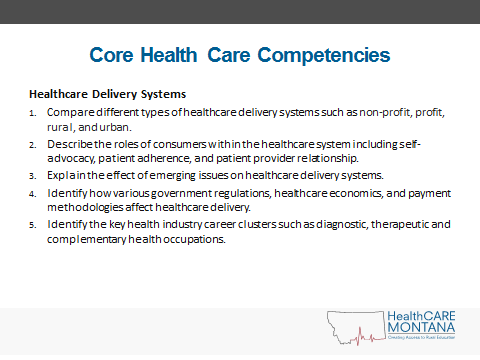 Core Health Care Competencies
Healthcare Delivery Systems
1. Compare different types of healthcare delivery systems such as non-profit, profit,
rural, and urban.
2. Describe the roles of consumers within the healthcare system including self-
advocacy, patient adherence, and patient provider relationship.
3. Explain the effect of emerging issues on healthcare delivery systems.
4. Identify how various government regulations, healthcare economics, and payment
methodologies affect healthcare delivery.
5. Identify the key health industry career clusters such as diagnostic, therapeutic and
complementary health occupations.
HealthCARE
MONTANA
Creating Access to Rural Education